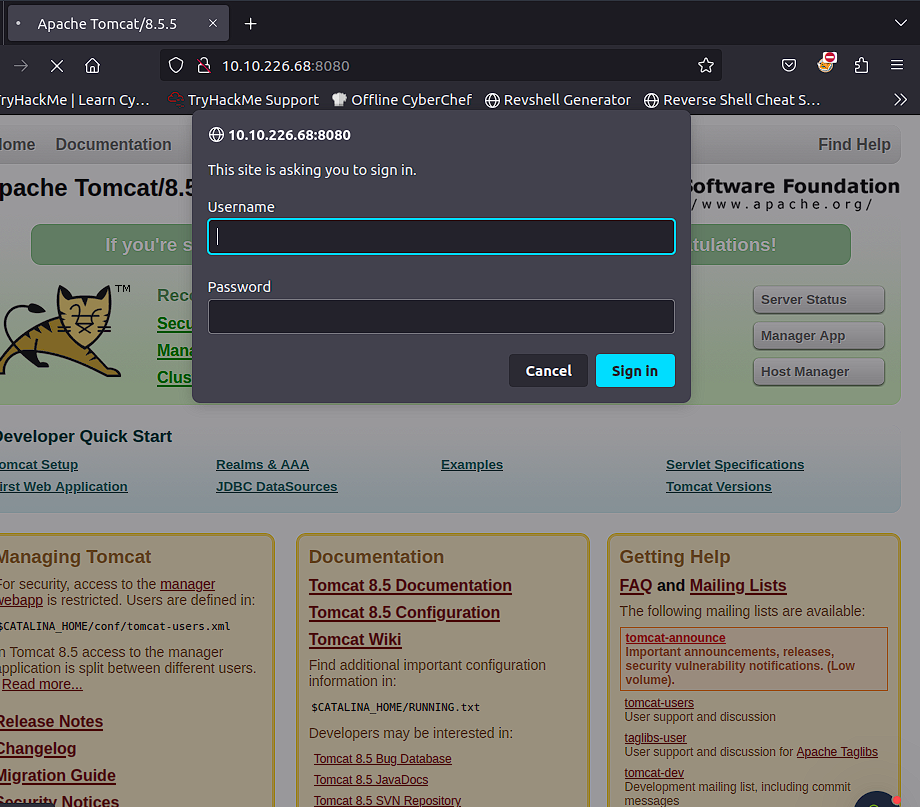 Apache Tomcat/8.5.5
10.10.226.68:8080
ryHackMe | Learn Cy… TryHackMe Support Offline CyberChef Revshell Generator Reverse Shell Cheat S…
10.10.226.68:8080
This site is asking you to sign in.
Username
Password
Cancel Sign in
ome Documentation Find Help
pache Tomcat/8.5
Software Foundation
/www.apache.org/
If you're s
tulations!
TM
Rec
Secu
Mana
Clus
Server Status
Manager App
Host Manager
Developer Quick Start
omcat Setup Realms & AAA Examples Servlet Specifications
irst Web Application JDBC DataSources Tomcat Versions
Managing Tomcat
For security, access to the manager
webapp is restricted. Users are defined in:
$CATALINA_HOME/conf/tomcat-users.xml
n Tomcat 8.5 access to the manager
application is split between different users.
Read more...
Release Notes
Changelog
Migration Guide
Security Notices
Documentation
Tomcat 8.5 Documentation
Tomcat 8.5 Configuration
Tomcat Wiki
Find additional important configuration
information in:
$CATALINA_HOME/RUNNING.txt
Developers may be interested in:
Tomcat 8.5 Bug Database
Tomcat 8.5 JavaDocs
Tomcat 8.5 SVN Repository
Getting Help
FAQ and Mailing Lists
The following mailing lists are available:
tomcat-announce
Important announcements, releases,
security vulnerability notifications. (Low
volume).
tomcat-users
User support and discussion
taglibs-user
User support and discussion for Apache Taglibs
tomcat-dev
Development mailing list, including commit
messages